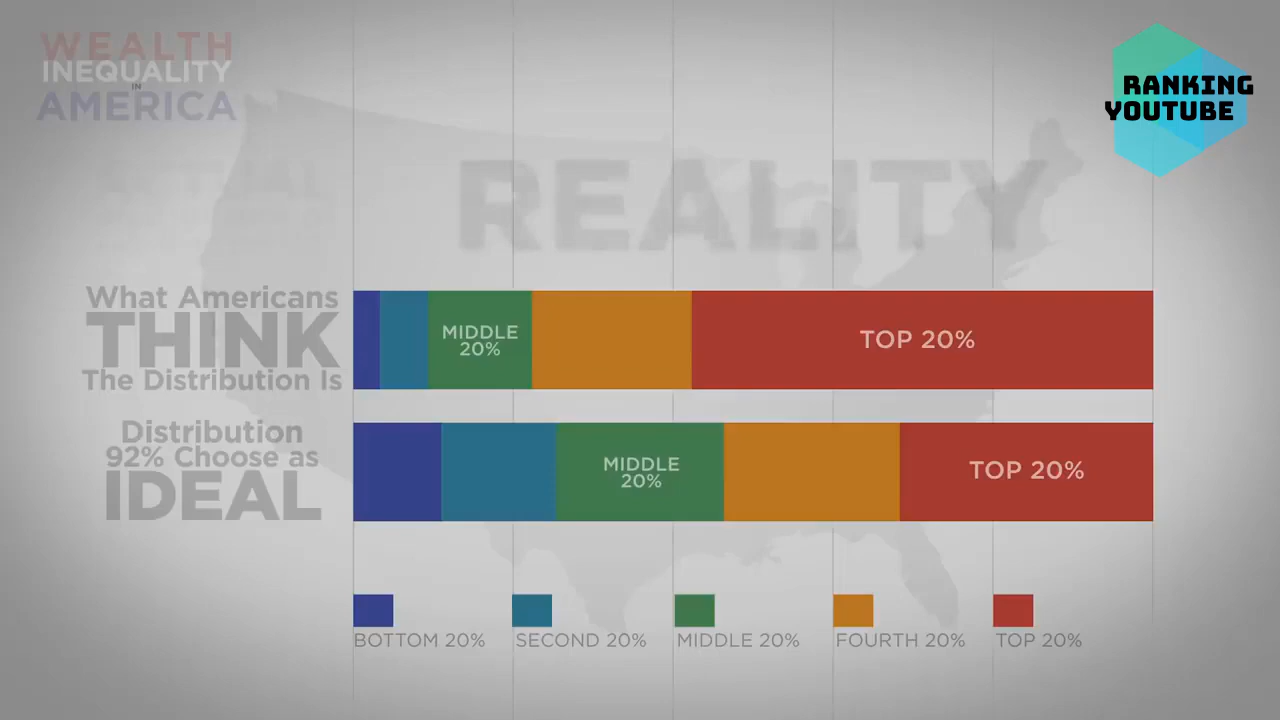 WEALTH
INEQUALITY
IN
AMERICA
RANKING
YOUTUBE
REALITY
What Americans
THINK
The Distribution Is
MIDDLE
20%
TOP 20%
Distribution
92% Choose as
IDEAL
MIDDLE
20%
TOP 20%
BOTTOM 20%
SECOND 20%
MIDDLE 20%
FOURTH 20%
TOP 20%